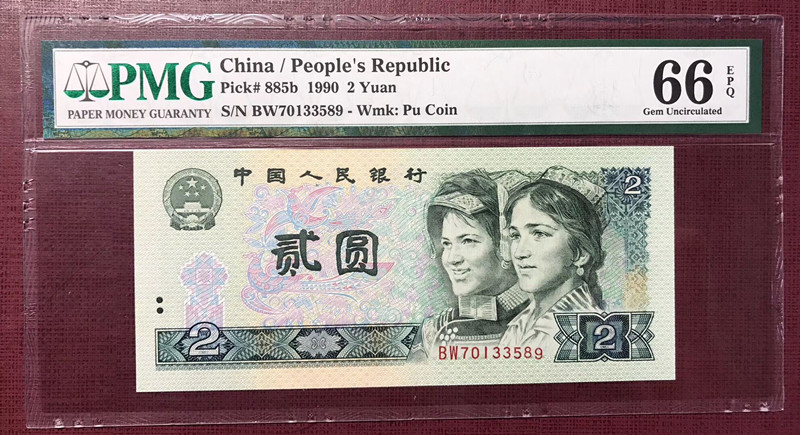 PMG
PAPER MONEY GUARANTY
China / People's Republic
Pick# 885b 1990 2 Yuan
S/N BW70133589 - Wmk: Pu Coin
66 EPQ
Gem Uncirculated
中国人民银行
2
贰圆
2
BW70133589
2